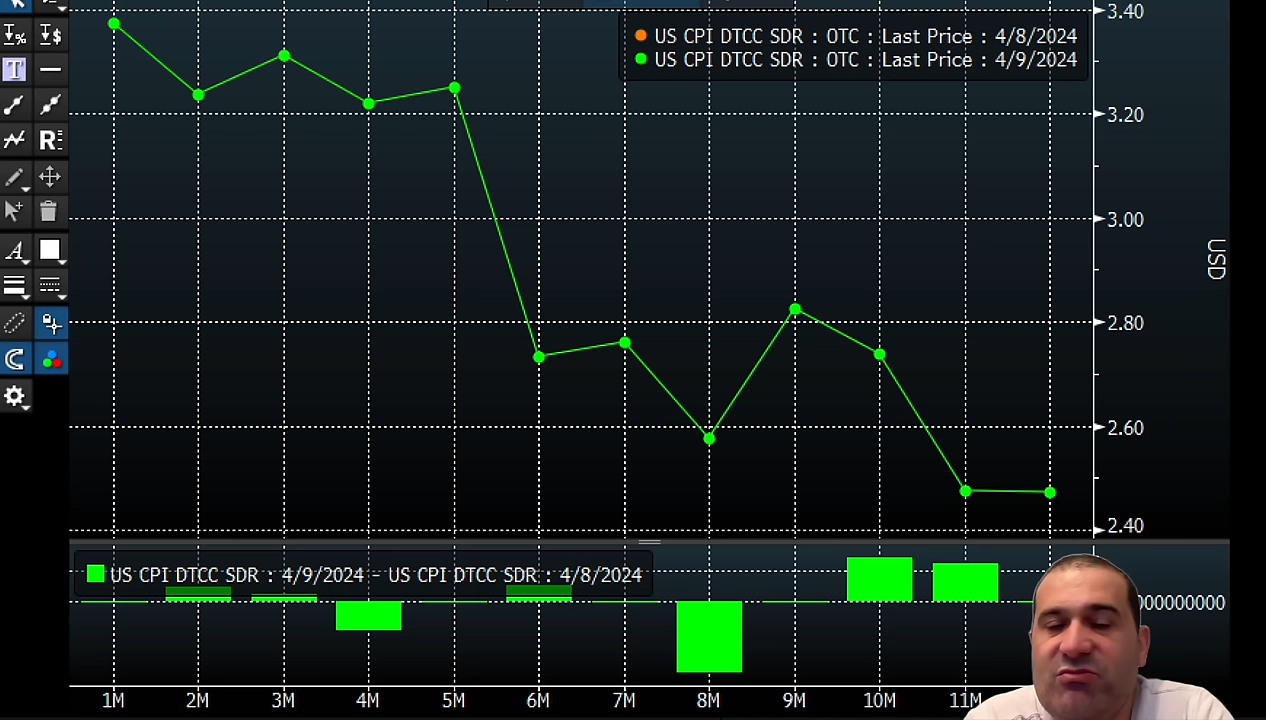 3.40
US CPI DTCC SDR : OTC : Last Price : 4/8/2024
US CPI DTCC SDR : OTC : Last Price : 4/9/2024
3.20
3.00
USD
2.80
2.60
2.40
US CPI DTCC SDR : 4/9/2024 - US CPI DTCC SDR : 4/8/2024
1M 2M 3M 4M 5M 6M 7M 8M 9M 10M 11M
% $
T
R
A